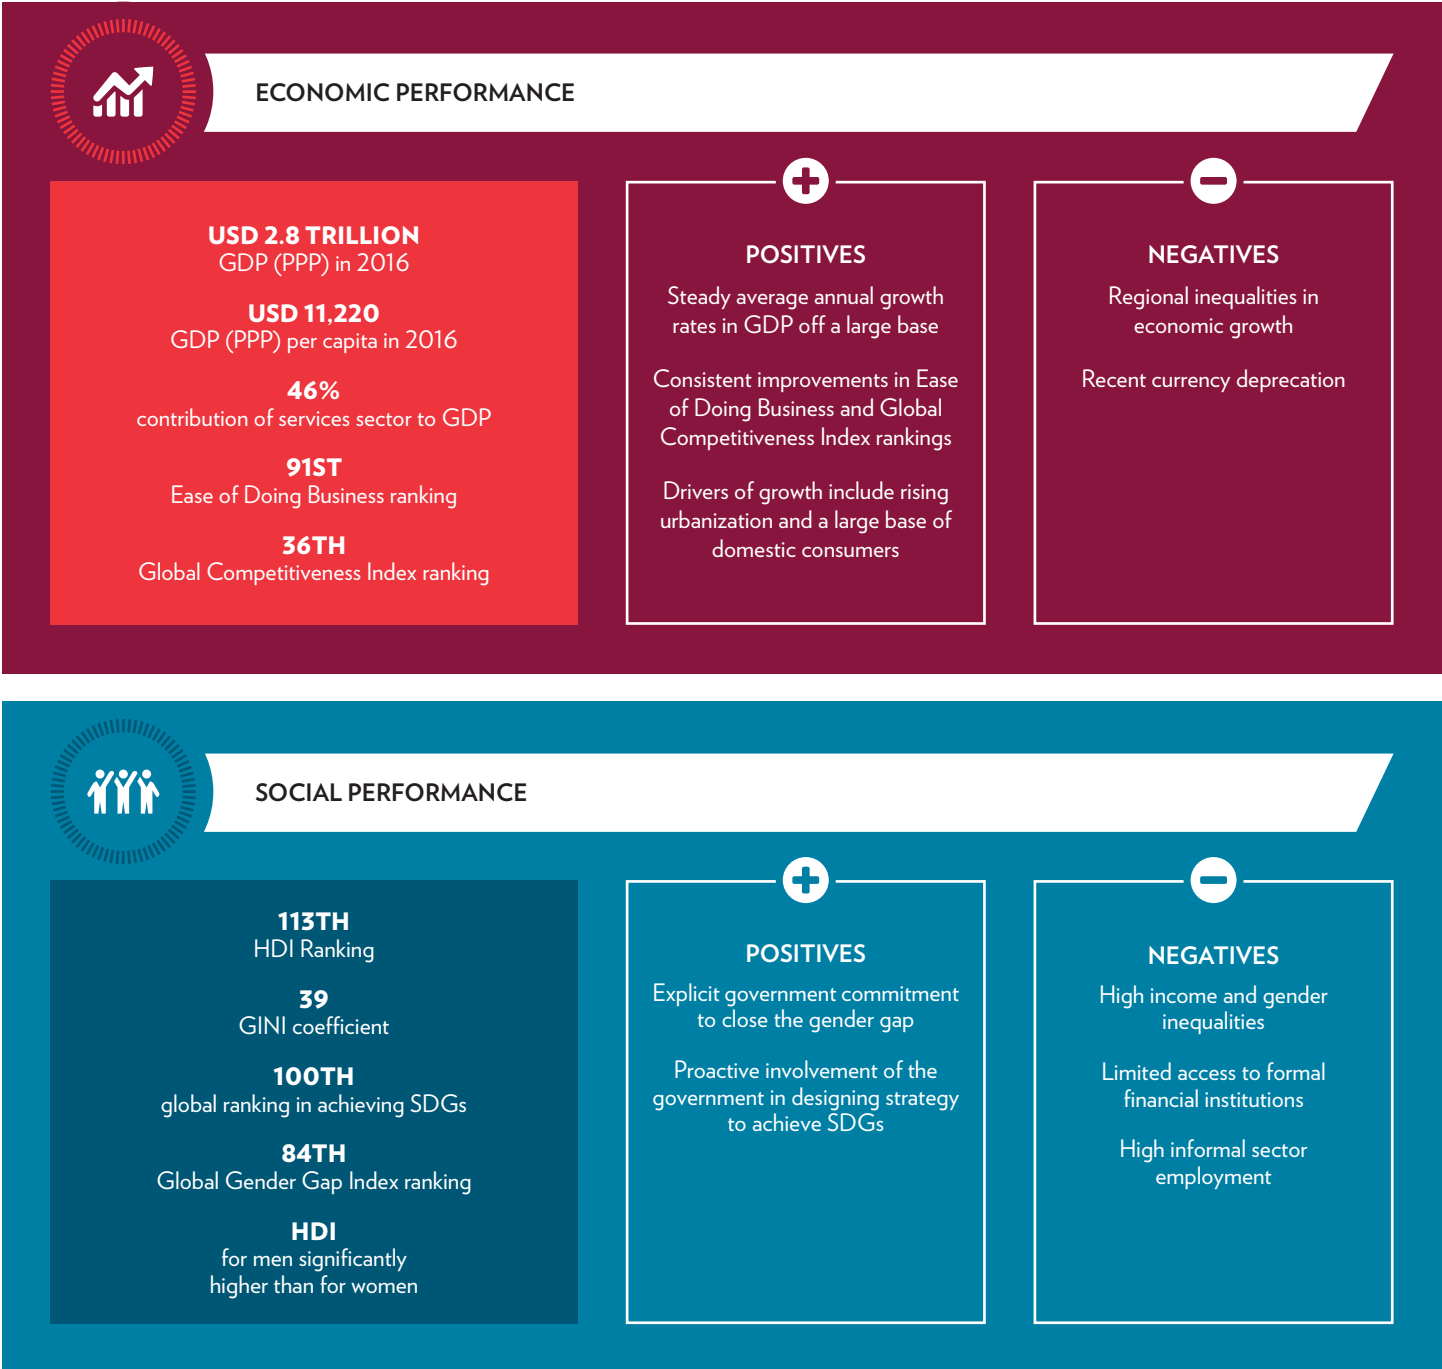 ECONOMIC PERFORMANCE
USD 2.8 TRILLION
GDP (PPP) in 2016
USD 11,220
GDP (PPP) per capita in 2016
46%
contribution of services sector to GDP
91ST
Ease of Doing Business ranking
36TH
Global Competitiveness Index ranking
POSITIVES
Steady average annual growth
rates in GDP off a large base
Consistent improvements in Ease
of Doing Business and Global
Competitiveness Index rankings
Drivers of growth include rising
urbanization and a large base of
domestic consumers
NEGATIVES
Regional inequalities in
economic growth
Recent currency deprecation
SOCIAL PERFORMANCE
113TH
HDI Ranking
39
GINI coefficient
100TH
global ranking in achieving SDGs
84TH
Global Gender Gap Index ranking
HDI
for men significantly
higher than for women
POSITIVES
Explicit government commitment
to close the gender gap
Proactive involvement of the
government in designing strategy
to achieve SDGs
NEGATIVES
High income and gender
inequalities
Limited access to formal
financial institutions
High informal sector
employment